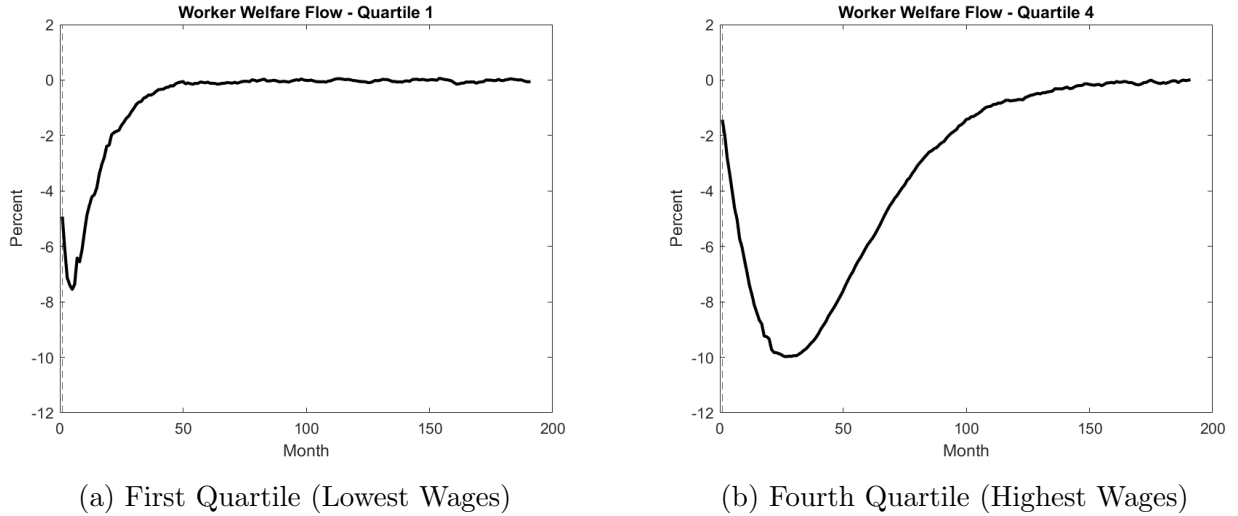 Worker Welfare Flow - Quartile 1
2
0
-2
-4
-6
-8
-10
-12
Percent
0 50 100 150 200
Month
(a) First Quartile (Lowest Wages)
Worker Welfare Flow - Quartile 4
2
0
-2
-4
-6
-8
-10
-12
Percent
0 50 100 150 200
Month
(b) Fourth Quartile (Highest Wages)